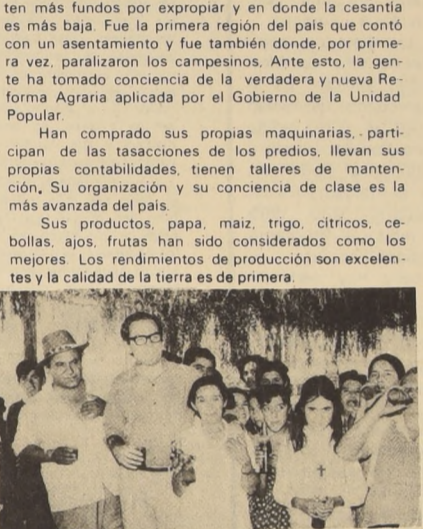 ten más fundos por expropiar y en donde la cesantía
es más baja. Fue la primera región del país que contó
con un asentamiento y fue también donde, por prime-
ra vez, paralizaron los campesinos, Ante esto, la gen-
te ha tomado conciencia de la verdadera y nueva Re-
forma Agraria aplicada por el Gobierno de la Unidad
Popular.
Han comprado sus propias maquinarias, parti-
cipan de las tasacciones de los predios, llevan sus
propias contabilidades, tienen talleres de manten-
ción. Su organización y su conciencia de clase es la
más avanzada del país.
Sus productos, papa, maiz, trigo, cítricos, ce-
bollas, ajos, frutas han sido considerados como los
mejores. Los rendimientos de producción son excelen-
tes y la calidad de la tierra es de primera.